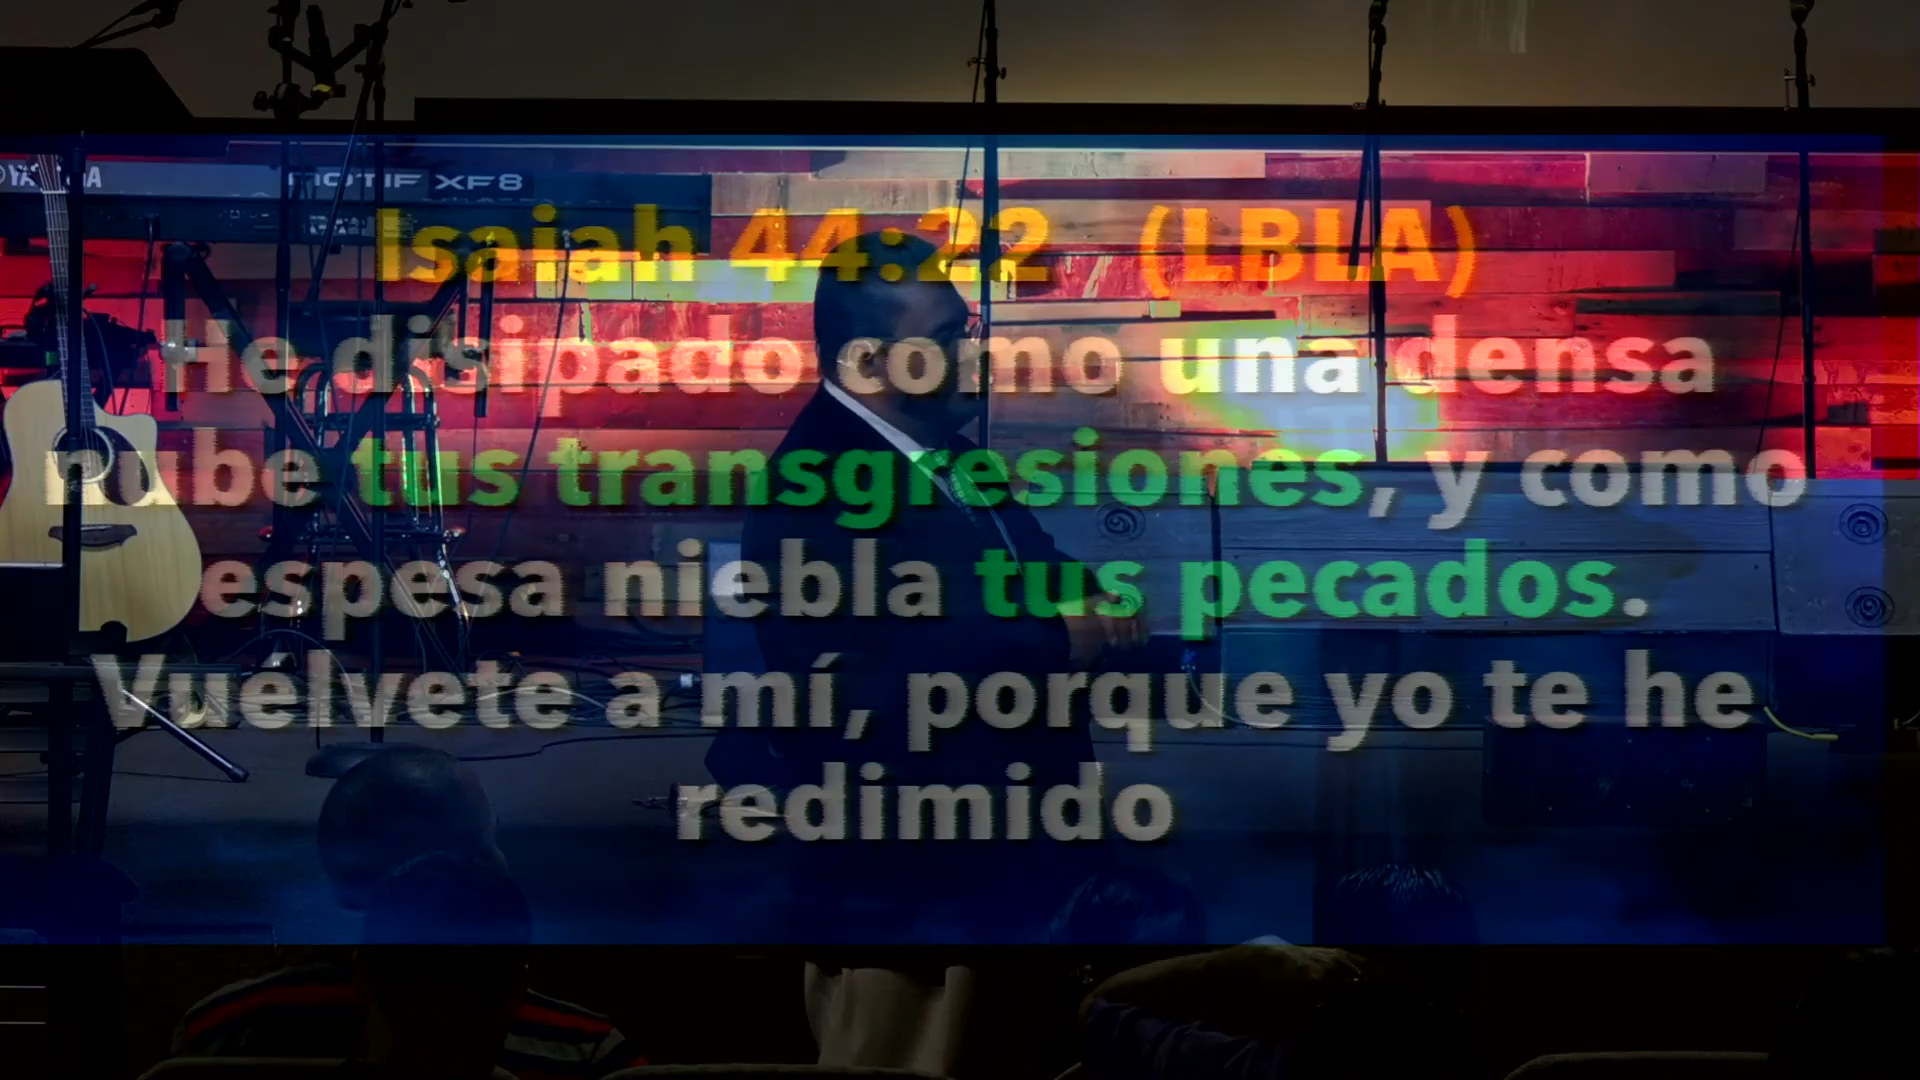 YAMAHA
MOTIF XF8
Isaiah 44:22 (LBLA)
He disipado como una densa
nube tus transgresiones, y como
espesa niebla tus pecados.
Vuélvete a mí, porque yo te he
redimido